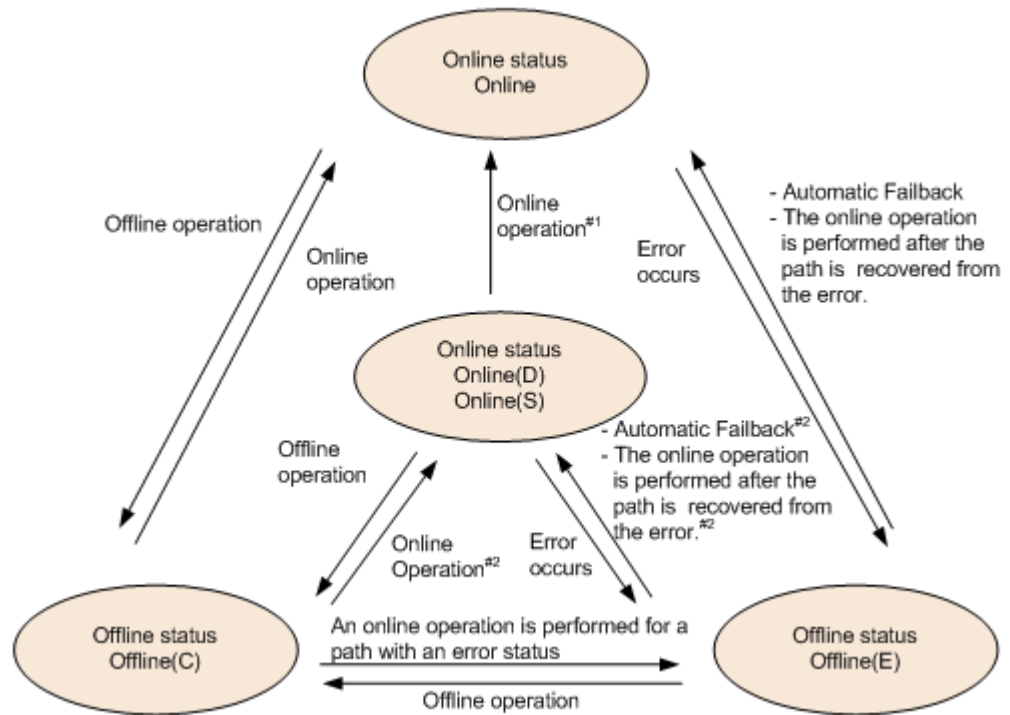 Online status
Online
Offline operation
Online
operation
Online
operation#1
Error
occurs
- Automatic Failback
- The online operation
is performed after the
path is recovered from
the error.
Online status
Online(D)
Online(S)
Offline
operation
Online
Operation#2
Error
occurs
- Automatic Failback#2
- The online operation
is performed after the
path is recovered from
the error.#2
Offline status
Offline(C)
An online operation is performed for a
path with an error status
Offline operation
Offline status
Offline(E)